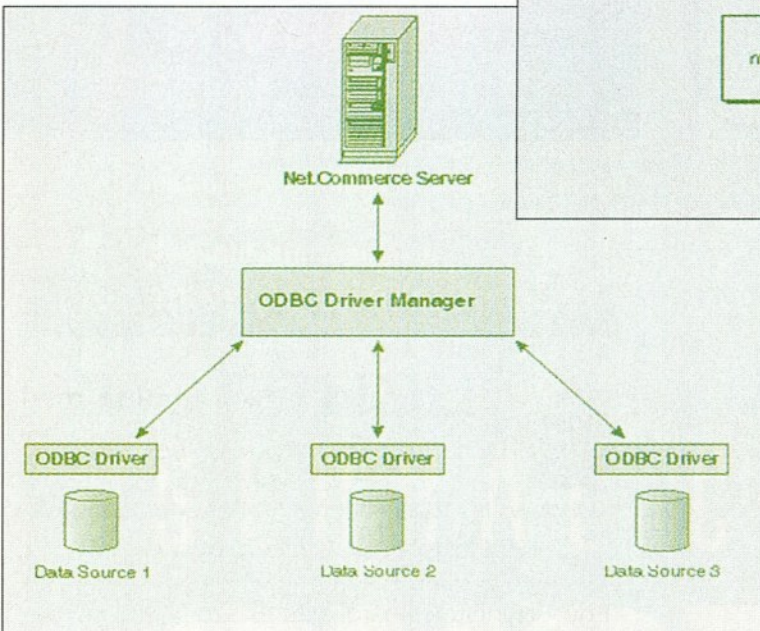 Net.Commerce Server
ODBC Driver Manager
ODBC Driver
ODBC Driver
ODBC Driver
Data Source 1
Data Source 2
Data Source 3